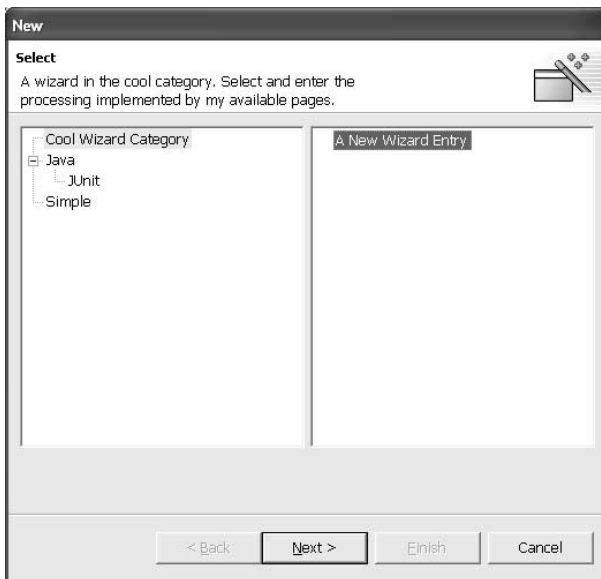 New
Select
A wizard in the cool category. Select and enter the
processing implemented by my available pages.
Cool Wizard Category
Java
JUnit
Simple
A New Wizard Entry
< Back
Next >
Finish
Cancel